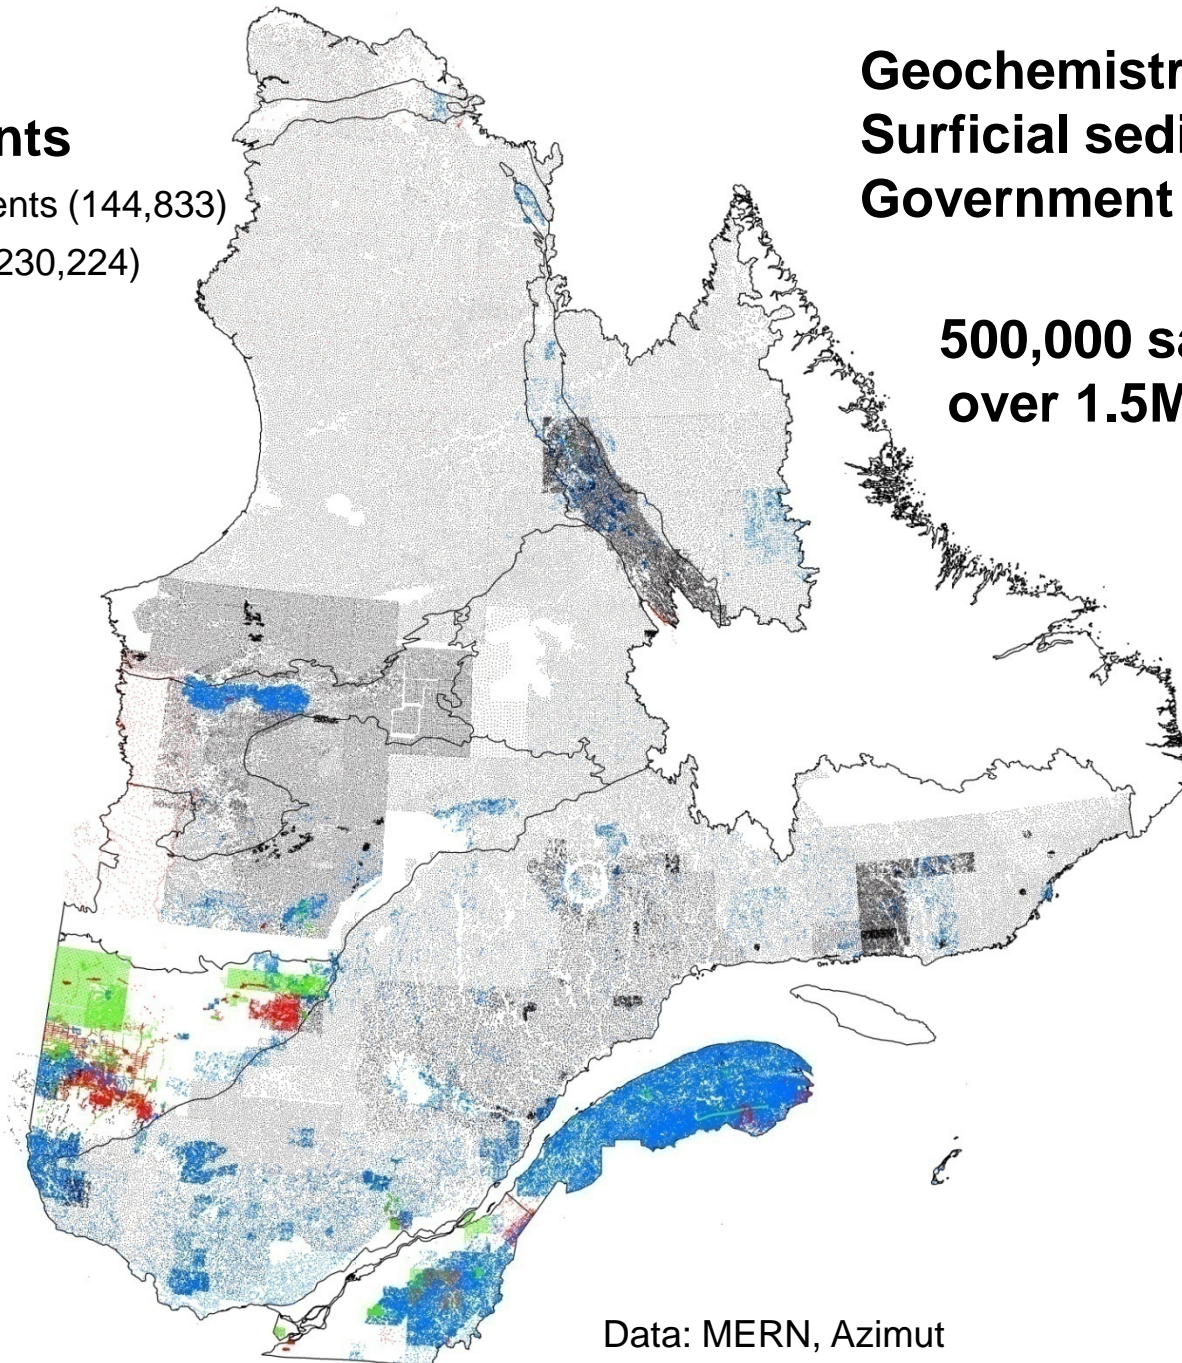 nts
ents (144,833)
230,224)
Geochemistr
Surficial sedi
Government
500,000 sa
over 1.5M
Data: MERN, Azimut